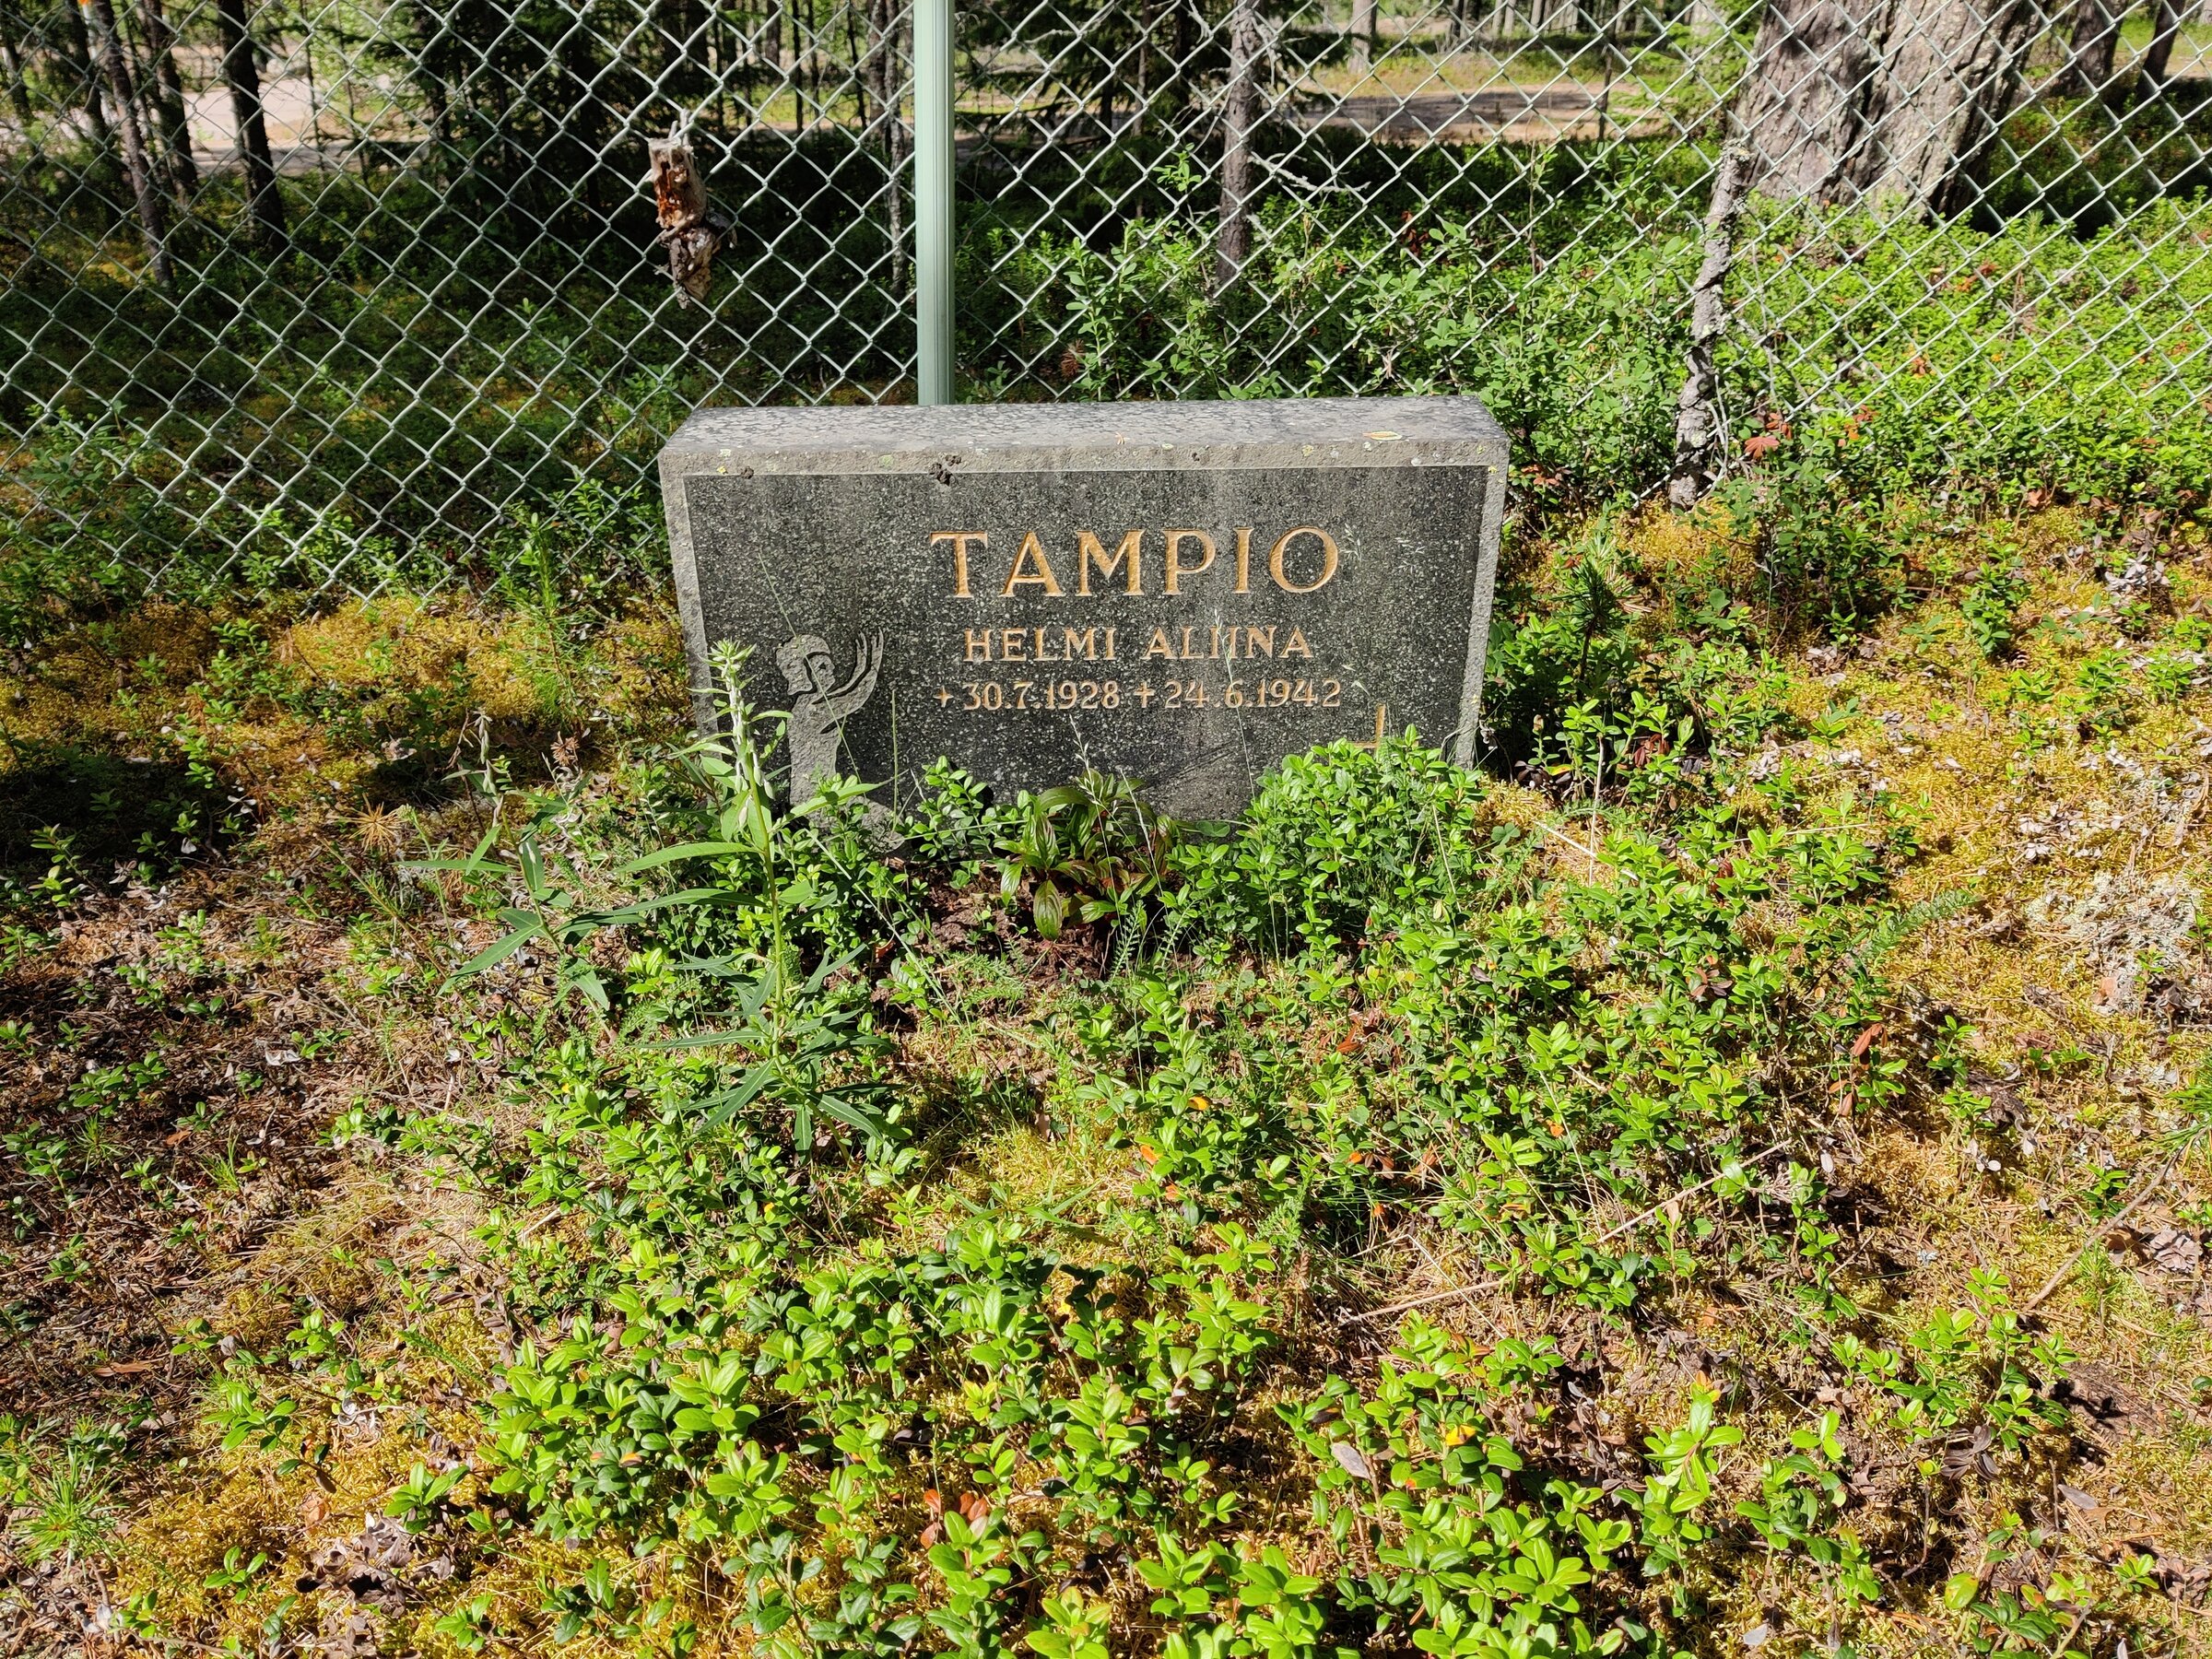 TAMPIO
HELMI ALIINA
+ 30.7.1928 + 24.6.1942